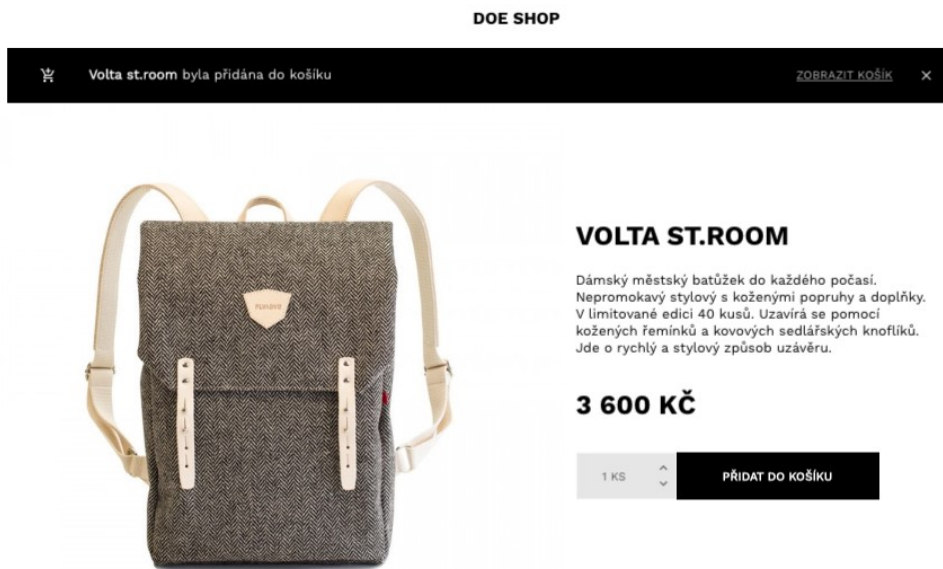 DOE SHOP
Volta st.room byla přidána do košíku
ZOBRAZIT KOŠÍK ×
VOLTA ST.ROOM
Dámský městský batůžek do každého počasí.
Nepromokavý stylový s koženými popruhy a doplňky.
V limitované edici 40 kusů. Uzavírá se pomocí
kožených řemínků a kovových sedlářských knoflíků.
Jde o rychlý a stylový způsob uzávěru.
3 600 KČ
1 KS
PŘIDAT DO KOŠÍKU